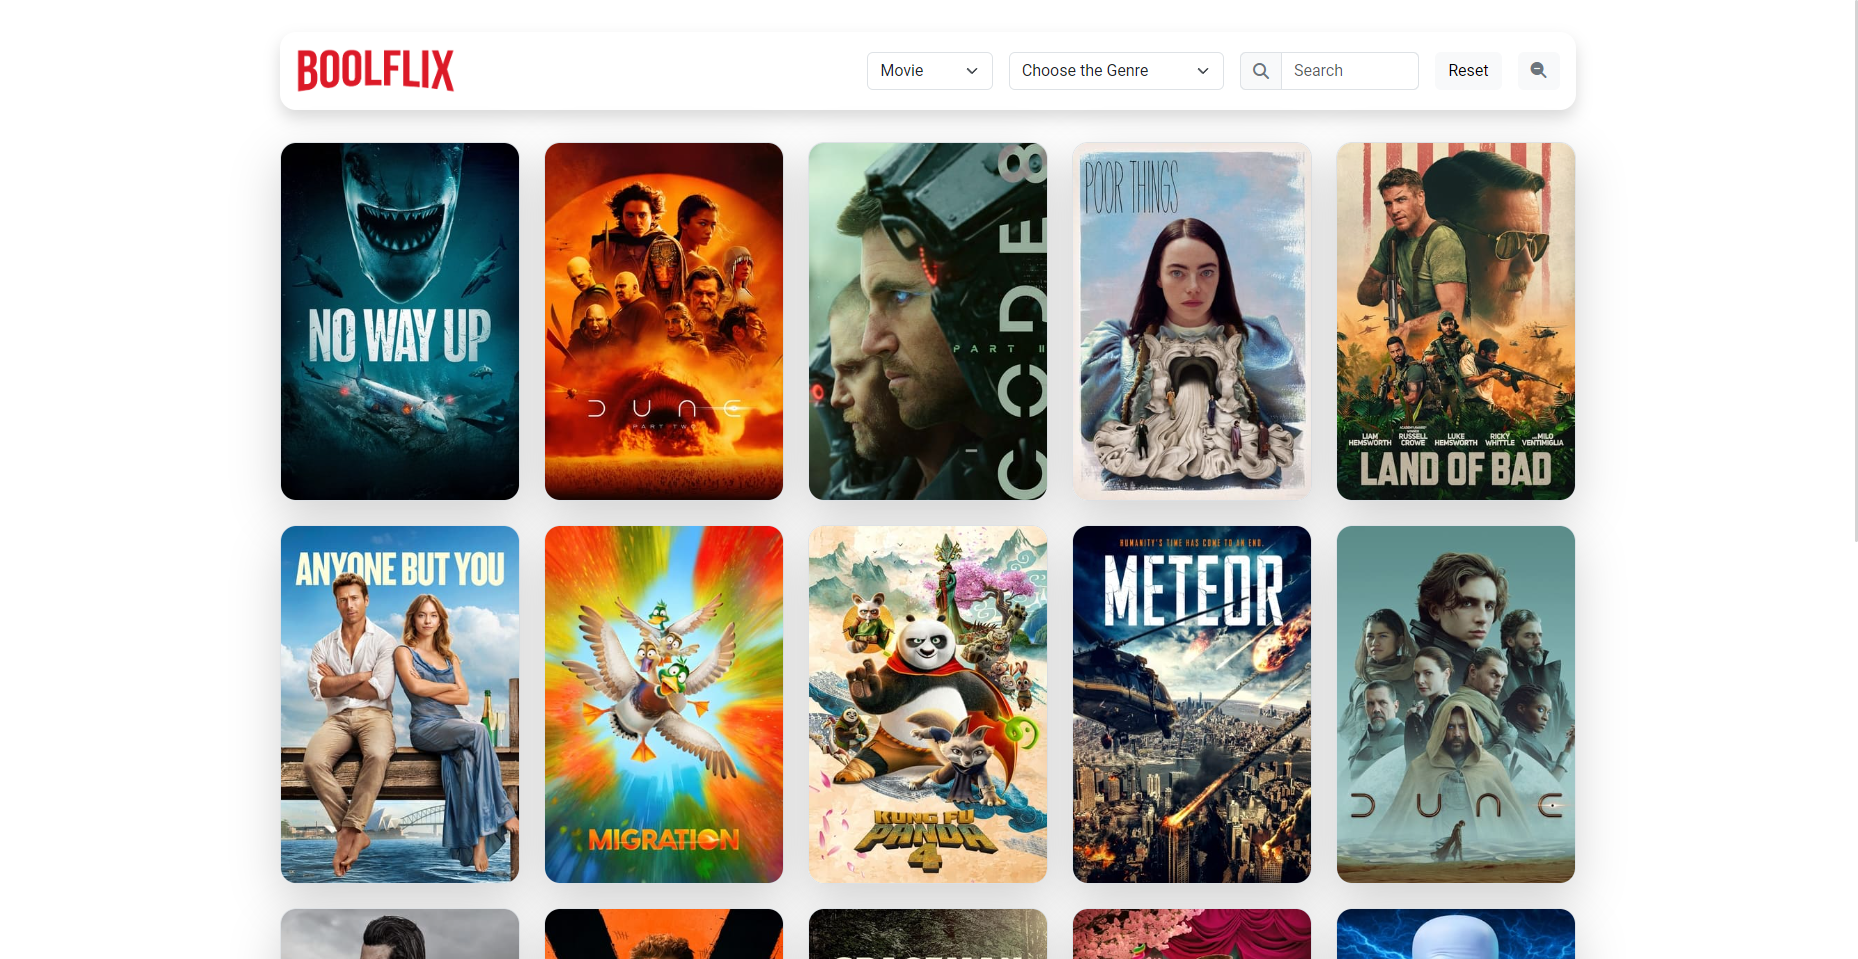 BOOLFLIX
Movie
Choose the Genre
Search
Reset
NO WAY UP
DUNE
PART TWO
CODE 8
PART II
POOR THINGS
LIAM HEMSWORTH
RUSSELL CROWE
LUKE HEMSWORTH
RICKY WHITTLE
MILO VENTIMIGLIA
LAND OF BAD
ANYONE BUT YOU
MIGRATION
KUNG FU
PANDA
4
HUMANITY'S TIME HAS COME TO AN END.
METEOR
DUNE